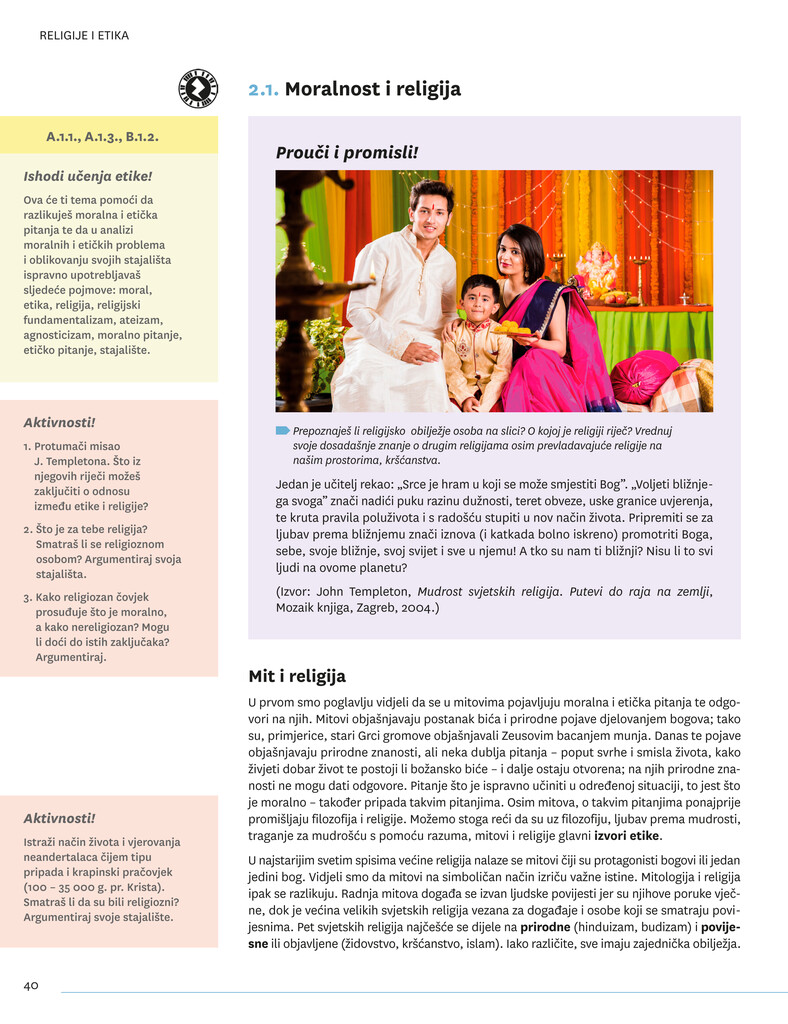 RELIGIJE I ETIKA
2.1. Moralnost i religija
A.1.1., A.1.3., B.1.2.
Ishodi učenja etike!
Ova će ti tema pomoći da
razlikuješ moralna i etička
pitanja te da u analizi
moralnih i etičkih problema
i oblikovanju svojih stajališta
ispravno upotrebljavaš
sljedeće pojmove: moral,
etika, religija, religijski
fundamentalizam, ateizam,
agnosticizam, moralno pitanje,
etičko pitanje, stajalište.
Aktivnosti!
1. Protumači misao
J. Templetona. Što iz
njegovih riječi možeš
zaključiti o odnosu
između etike i religije?
2. Što je za tebe religija?
Smatraš li se religioznom
osobom? Argumentiraj svoja
stajališta.
3. Kako religiozan čovjek
prosuđuje što je moralno,
a kako nereligiozan? Mogu
li doći do istih zaključaka?
Argumentiraj.
Prouči i promisli!
Prepoznaješ li religijsko obilježje osoba na slici? O kojoj je religiji riječ? Vrednuj
svoje dosadašnje znanje o drugim religijama osim prevladavajuće religije na
našim prostorima, kršćanstva.
Jedan je učitelj rekao: „Srce je hram u koji se može smjestiti Bog”. „Voljeti bližnje-
ga svoga” znači nadići puku razinu dužnosti, teret obveze, uske granice uvjerenja,
te kruta pravila poluživota i s radošću stupiti u nov način života. Pripremiti se za
ljubav prema bližnjemu znači iznova (i katkada bolno iskreno) promotriti Boga,
sebe, svoje bližnje, svoj svijet i sve u njemu! A tko su nam ti bližnji? Nisu li to svi
ljudi na ovome planetu?
(Izvor: John Templeton, Mudrost svjetskih religija. Putevi do raja na zemlji,
Mozaik knjiga, Zagreb, 2004.)
Mit i religija
U prvom smo poglavlju vidjeli da se u mitovima pojavljuju moralna i etička pitanja te odgo-
vori na njih. Mitovi objašnjavaju postanak bića i prirodne pojave djelovanjem bogova; tako
su, primjerice, stari Grci gromove objašnjavali Zeusovim bacanjem munja. Danas te pojave
objašnjavaju prirodne znanosti, ali neka dublja pitanja – poput svrhe i smisla života, kako
živjeti dobar život te postoji li božansko biće – i dalje ostaju otvorena; na njih prirodne zna-
nosti ne mogu dati odgovore. Pitanje što je ispravno učiniti u određenoj situaciji, to jest što
je moralno – također pripada takvim pitanjima. Osim mitova, o takvim pitanjima ponajprije
promišljaju filozofija i religije. Možemo stoga reći da su uz filozofiju, ljubav prema mudrosti,
traganje za mudrošću s pomoću razuma, mitovi i religije glavni izvori etike.
U najstarijim svetim spisima većine religija nalaze se mitovi čiji su protagonisti bogovi ili jedan
jedini bog. Vidjeli smo da mitovi na simboličan način izriču važne istine. Mitologija i religija
ipak se razlikuju. Radnja mitova događa se izvan ljudske povijesti jer su njihove poruke vječ-
ne, dok je većina velikih svjetskih religija vezana za događaje i osobe koji se smatraju povi-
jesnima. Pet svjetskih religija najčešće se dijele na prirodne (hinduizam, budizam) i povije-
sne ili objavljene (židovstvo, kršćanstvo, islam). Iako različite, sve imaju zajednička obilježja.
Aktivnosti!
Istraži način života i vjerovanja
neandertalaca čijem tipu
pripada i krapinski pračovjek
(100 – 35 000 g. pr. Krista).
Smatraš li da su bili religiozni?
Argumentiraj svoje stajalište.
40